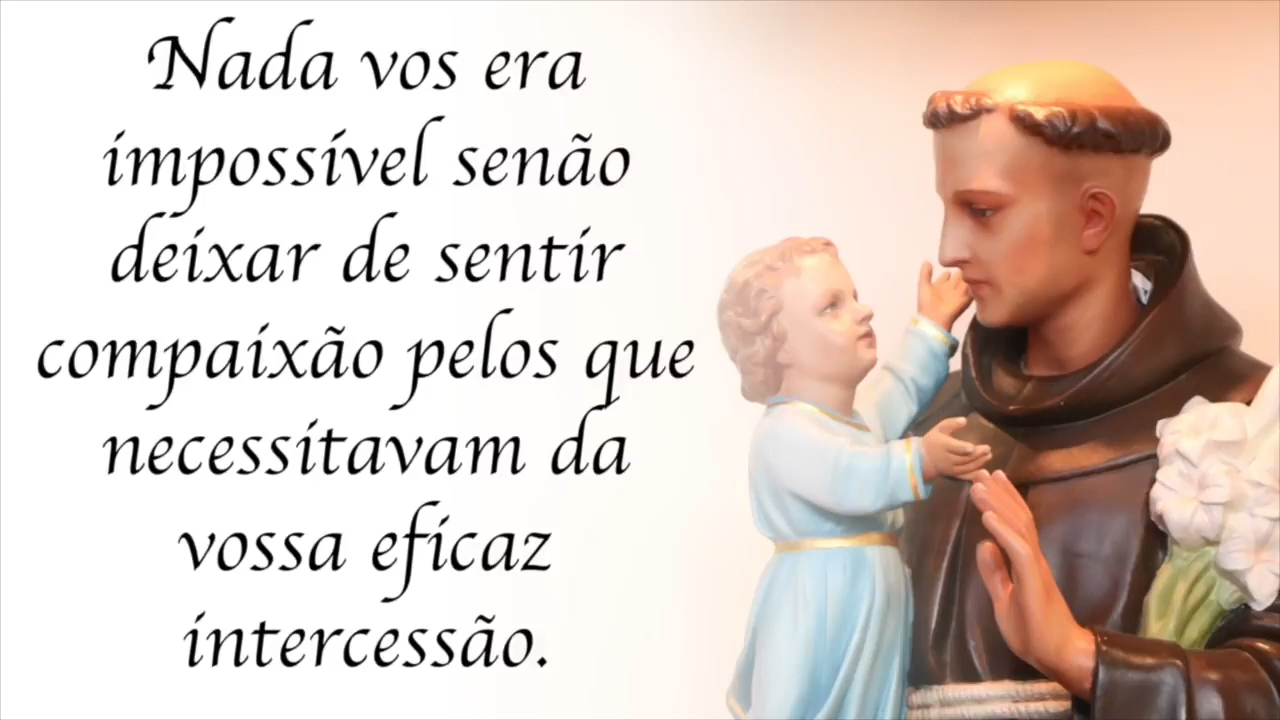 Nada vos era
impossível senão
deixar de sentir
compaixão pelos que
necessitavam da
vossa eficaz
intercessão.